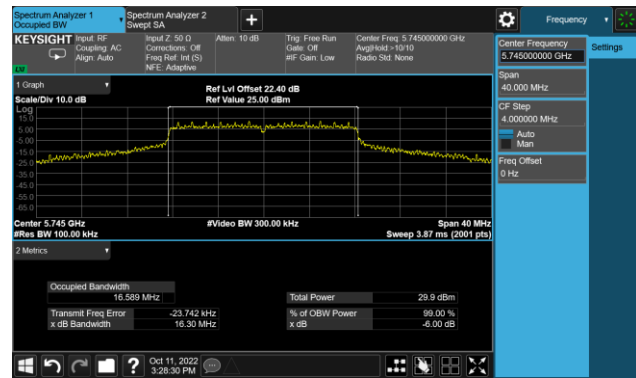 Spectrum Analyzer 1
Occupied BW
Spectrum Analyzer 2
Swept SA
Frequency
KEYSIGHT
Input: RF
Coupling: AC
Align: Auto
Input Z: 50 Ω
Corrections: Off
Freq Ref: Int (S)
NFE: Adaptive
Atten: 10 dB
Trig: Free Run
Gate: Off
#IF Gain: Low
Center Freq: 5.745000000 GHz
Avg|Hold:>10/10
Radio Std: None
Center Frequency
5.745000000 GHz
Settings
Span
40.000 MHz
CF Step
4.000000 MHz
Auto
Man
Freq Offset
0 Hz
1 Graph
Scale/Div 10.0 dB
Ref Lvl Offset 22.40 dB
Ref Value 25.00 dBm
Log
15.0
5.00
-5.00
-15.0
-25.0
-35.0
-45.0
-55.0
-65.0
Center 5.745 GHz
#Video BW 300.00 kHz
Span 40 MHz
#Res BW 100.00 kHz
Sweep 3.87 ms (2001 pts)
2 Metrics
Occupied Bandwidth
16.589 MHz
Total Power 29.9 dBm
Transmit Freq Error -23.742 kHz
% of OBW Power 99.00 %
x dB Bandwidth 16.30 MHz
x dB -6.00 dB
?
Oct 11, 2022
3:28:30 PM